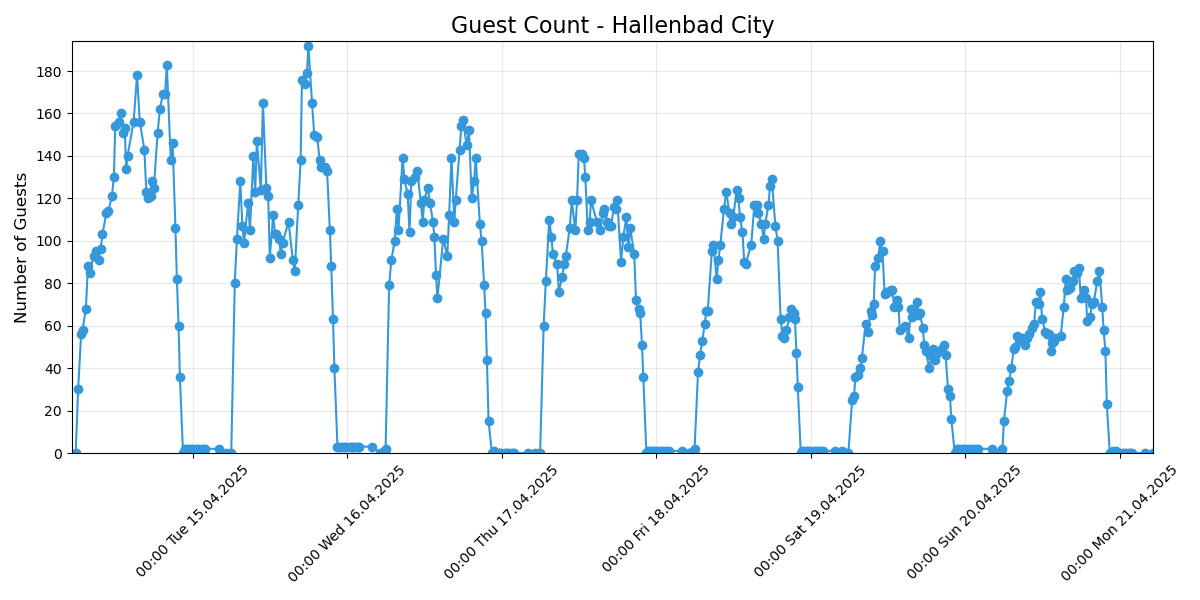 Guest Count - Hallenbad City
Number of Guests
180
160
140
120
100
80
60
40
20
0
00:00 Tue 15.04.2025
00:00 Wed 16.04.2025
00:00 Thu 17.04.2025
00:00 Fri 18.04.2025
00:00 Sat 19.04.2025
00:00 Sun 20.04.2025
00:00 Mon 21.04.2025